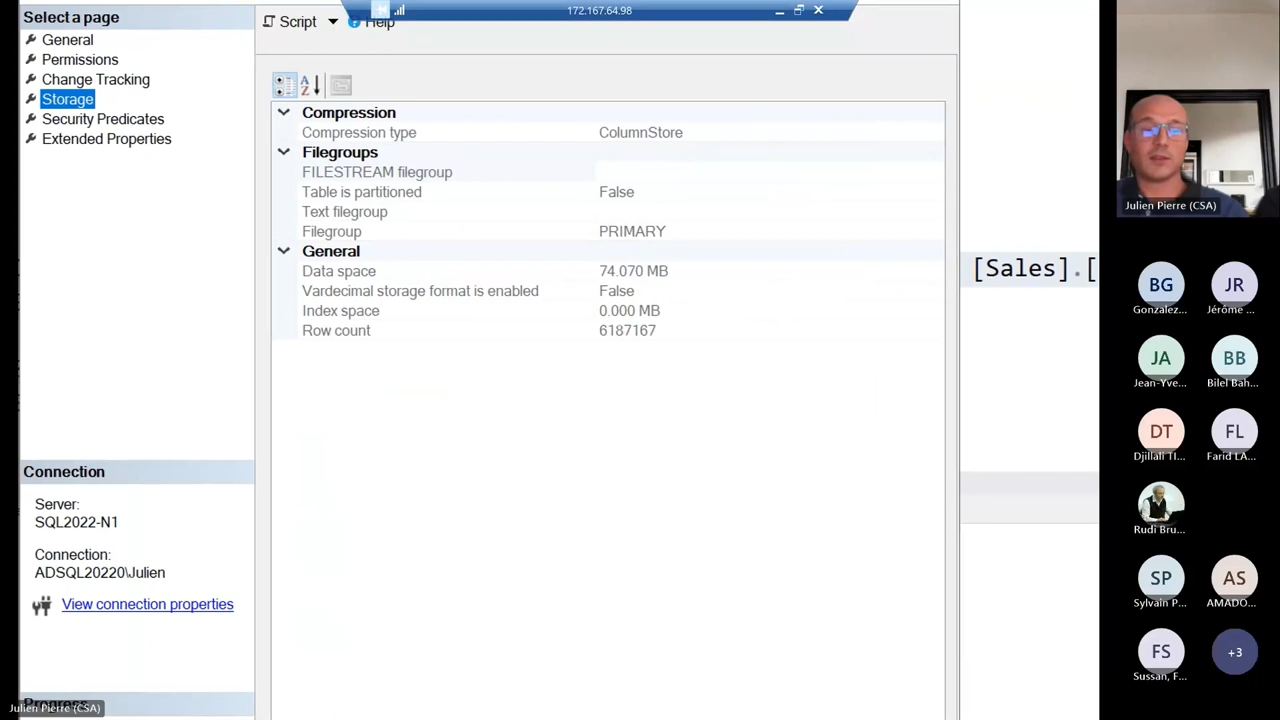 172.167.64.98
Select a page
General
Permissions
Change Tracking
Storage
Security Predicates
Extended Properties
Script
Help
Compression
Compression type ColumnStore
Filegroups
FILESTREAM filegroup
Table is partitioned False
Text filegroup
Filegroup PRIMARY
General
Data space 74.070 MB
Vardecimal storage format is enabled False
Index space 0.000 MB
Row count 6187167
[Sales].[
Connection
Server:
SQL2022-N1
Connection:
ADSQL20220\Julien
View connection properties
Progress
Julien Pierre (CSA)
Julien Pierre (CSA)
BG
Gonzalez...
JR
Jérôme ...
JA
Jean-Yve...
BB
Bilel Bah...
DT
Djillali TI...
FL
Farid LA...
Rudi Bru...
SP
Sylvain P...
AS
AMADO...
FS
Sussan, F...
+3